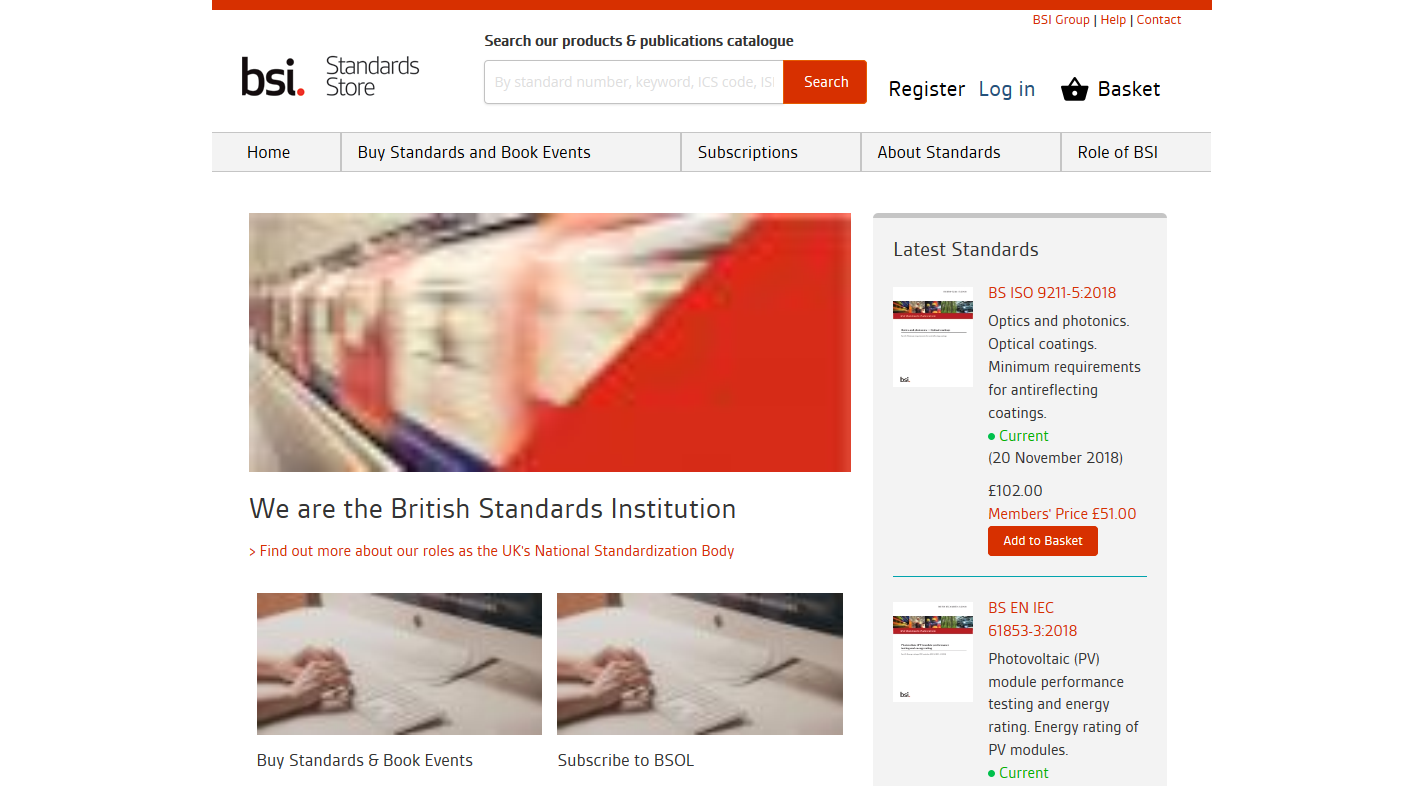 BSI Group | Help | Contact
Search our products & publications catalogue
bsi. Standards Store
By standard number, keyword, ICS code, ISI
Search
Register Log in Basket
Home
Buy Standards and Book Events
Subscriptions
About Standards
Role of BSI
We are the British Standards Institution
> Find out more about our roles as the UK's National Standardization Body
Buy Standards & Book Events
Subscribe to BSOL
Latest Standards
bsi.
BS ISO 9211-5:2018
Optics and photonics.
Optical coatings.
Minimum requirements
for antireflecting
coatings.
Current
(20 November 2018)
£102.00
Members' Price £51.00
Add to Basket
bsi.
BS EN IEC
61853-3:2018
Photovoltaic (PV)
module performance
testing and energy
rating. Energy rating of
PV modules.
Current